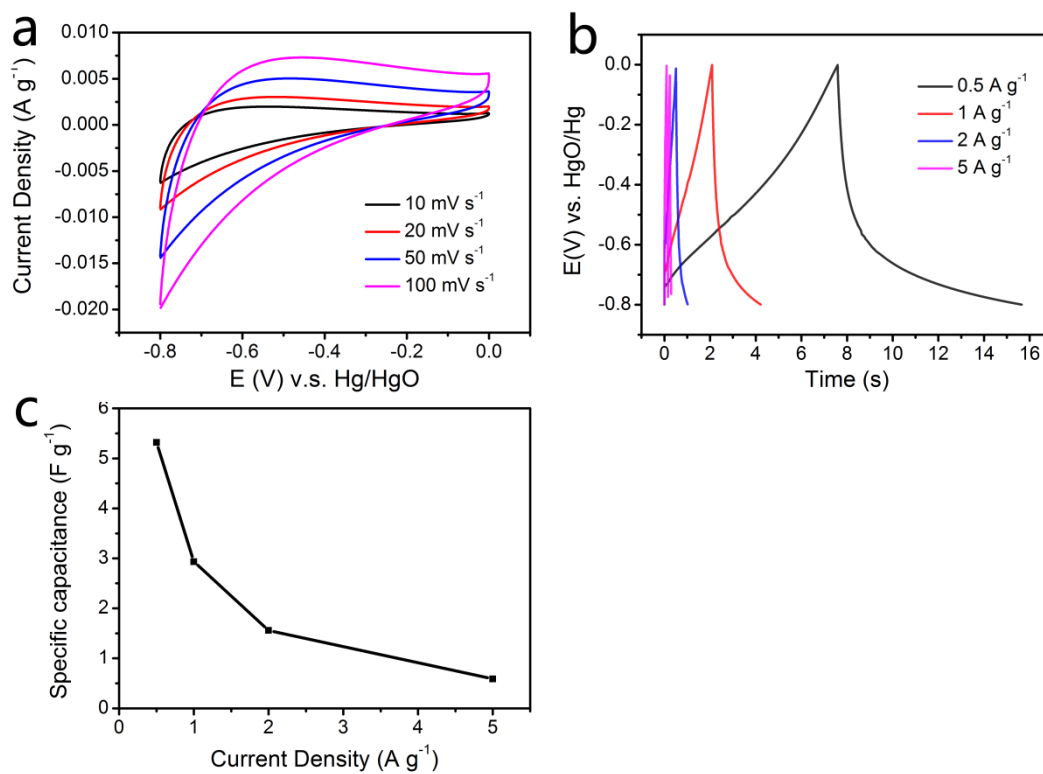 a
Current Density (A g⁻¹)
0.010
0.005
0.000
-0.005
-0.010
-0.015
-0.020
10 mV s⁻¹
20 mV s⁻¹
50 mV s⁻¹
100 mV s⁻¹
-0.8 -0.6 -0.4 -0.2 0.0
E (V) v.s. Hg/HgO
b
E(V) vs. HgO/Hg
0.0
-0.2
-0.4
-0.6
-0.8
0.5 A g⁻¹
1 A g⁻¹
2 A g⁻¹
5 A g⁻¹
0 2 4 6 8 10 12 14 16
Time (s)
c
Specific capacitance (F g⁻¹)
6
5
4
3
2
1
0
0 1 2 3 4 5
Current Density (A g⁻¹)